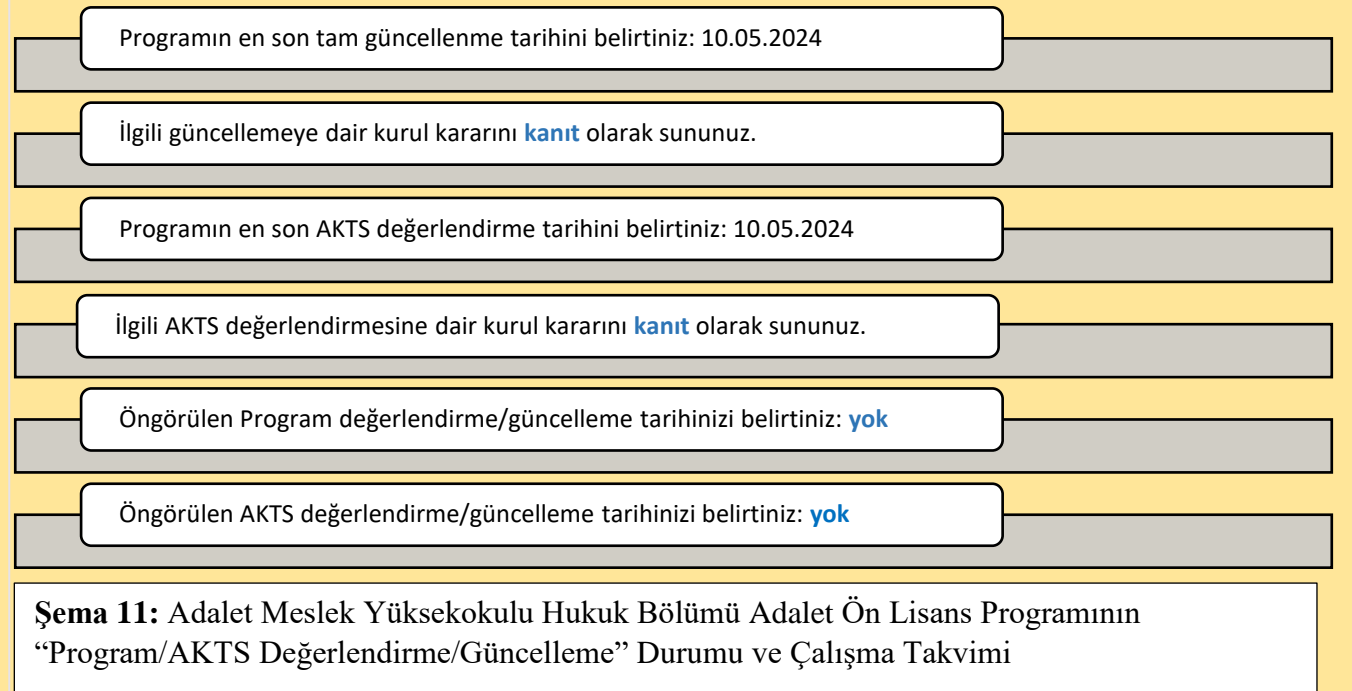 Programın en son tam güncellenme tarihini belirtiniz: 10.05.2024
İlgili güncellemeye dair kurul kararını kanıt olarak sununuz.
Programın en son AKTS değerlendirme tarihini belirtiniz: 10.05.2024
İlgili AKTS değerlendirmesine dair kurul kararını kanıt olarak sununuz.
Öngörülen Program değerlendirme/güncelleme tarihinizi belirtiniz: yok
Öngörülen AKTS değerlendirme/güncelleme tarihinizi belirtiniz: yok
Şema 11: Adalet Meslek Yüksekokulu Hukuk Bölümü Adalet Ön Lisans Programının
“Program/AKTS Değerlendirme/Güncelleme” Durumu ve Çalışma Takvimi